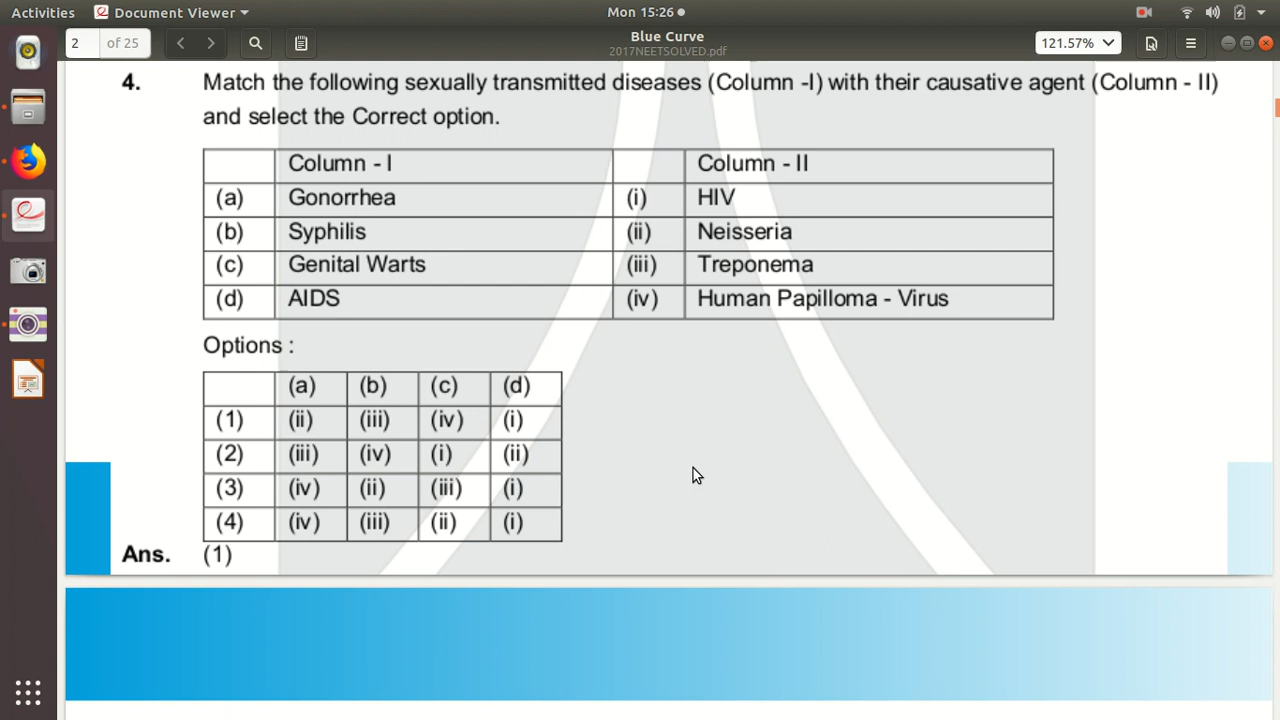 Activities Document Viewer Mon 15:26
2 of 25 Blue Curve 121.57%
2017NEETSOLVED.pdf
4. Match the following sexually transmitted diseases (Column -I) with their causative agent (Column - II)
and select the Correct option.
Column - I Column - II
(a) Gonorrhea (i) HIV
(b) Syphilis (ii) Neisseria
(c) Genital Warts (iii) Treponema
(d) AIDS (iv) Human Papilloma - Virus
Options :
(a) (b) (c) (d)
(1) (ii) (iii) (iv) (i)
(2) (iii) (iv) (i) (ii)
(3) (iv) (ii) (iii) (i)
(4) (iv) (iii) (ii) (i)
Ans. (1)